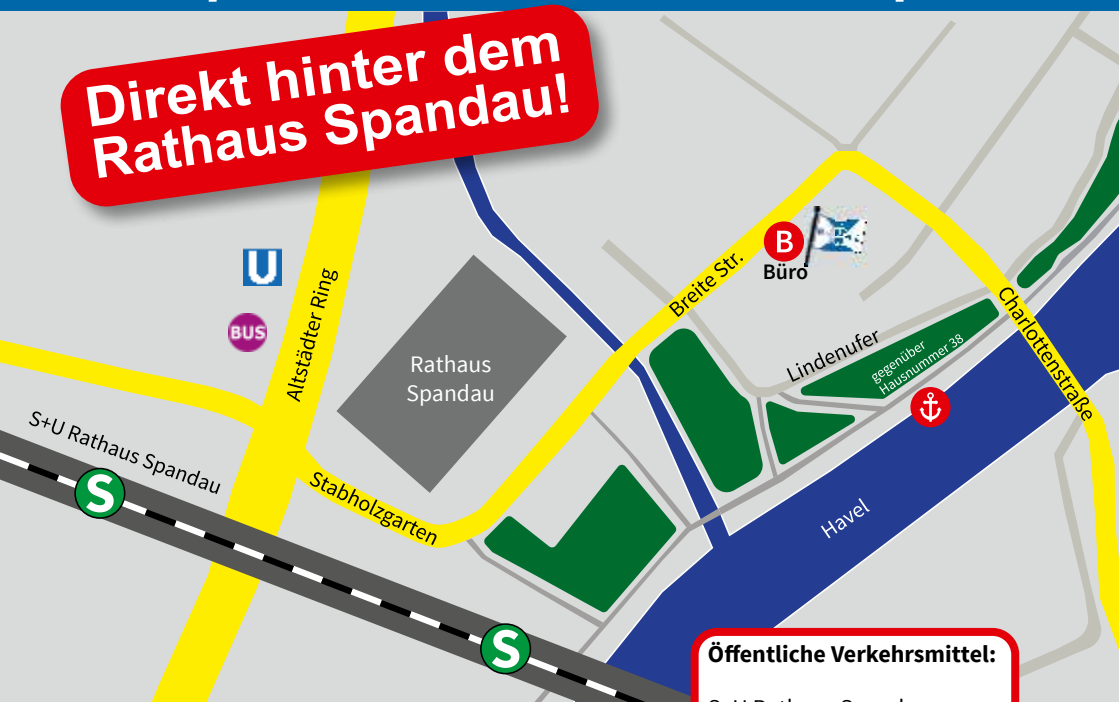 Direkt hinter dem
Rathaus Spandau!
U
BUS
Altstädter Ring
Rathaus
Spandau
Breite Str.
B
Büro
Lindenufer
gegenüber
Hausnummer 38
Charlottenstraße
S+U Rathaus Spandau
S
Stabholzgarten
Havel
S
Öffentliche Verkehrsmittel: